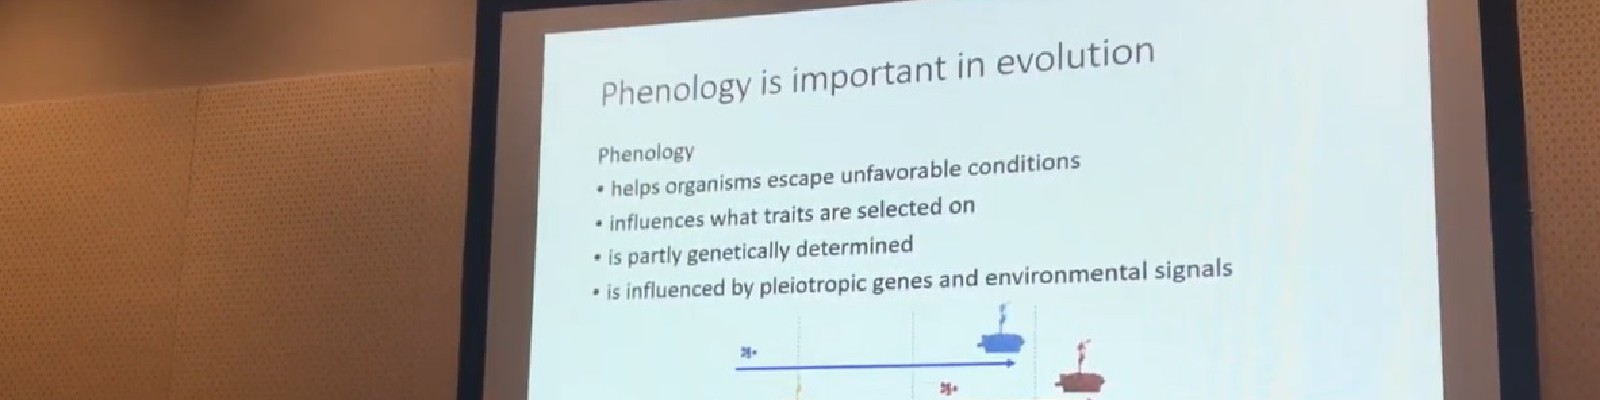 Phenology is important in evolution
Phenology
• helps organisms escape unfavorable conditions
• influences what traits are selected on
• is partly genetically determined
• is influenced by pleiotropic genes and environmental signals